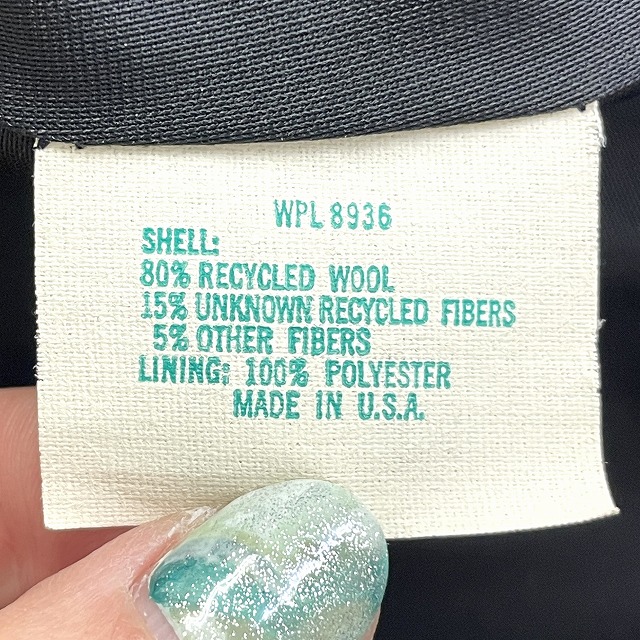 WPL 8936
SHELL:
80% RECYCLED WOOL
15% UNKNOWN RECYCLED FIBERS
5% OTHER FIBERS
LINING: 100% POLYESTER
MADE IN U.S.A.